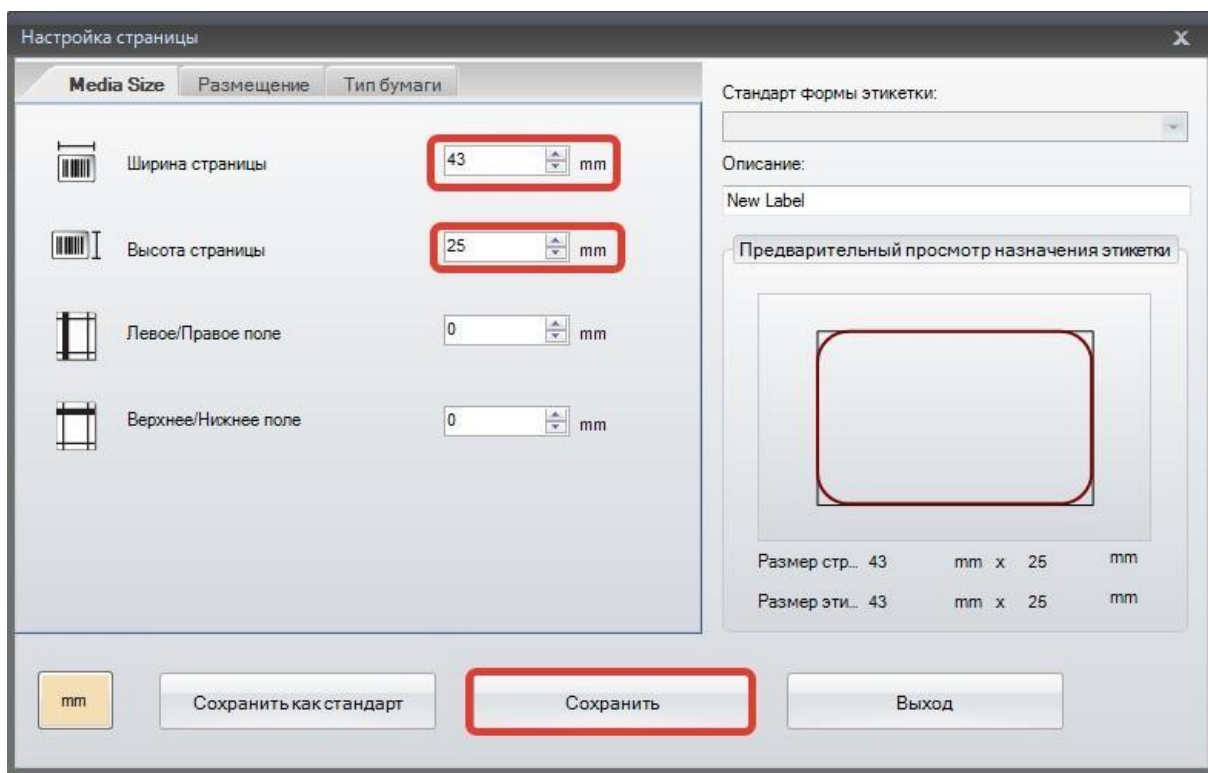 Настройка страницы
x
Media Size Размещение Тип бумаги
Ширина страницы 43 mm
Высота страницы 25 mm
Левое/Правое поле 0 mm
Верхнее/Нижнее поле 0 mm
Стандарт формы этикетки:
Описание:
New Label
Предварительный просмотр назначения этикетки
Размер стр... 43 mm x 25 mm
Размер эти... 43 mm x 25 mm
mm Сохранить как стандарт Сохранить Выход